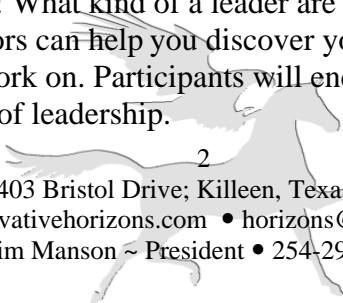 What kind of a leader are
ors can help you discover yo
ork on. Participants will en
of leadership.
2
403 Bristol Drive; Killeen, Texa
vativehorizons.com • horizons@
im Manson ~ President • 254-29